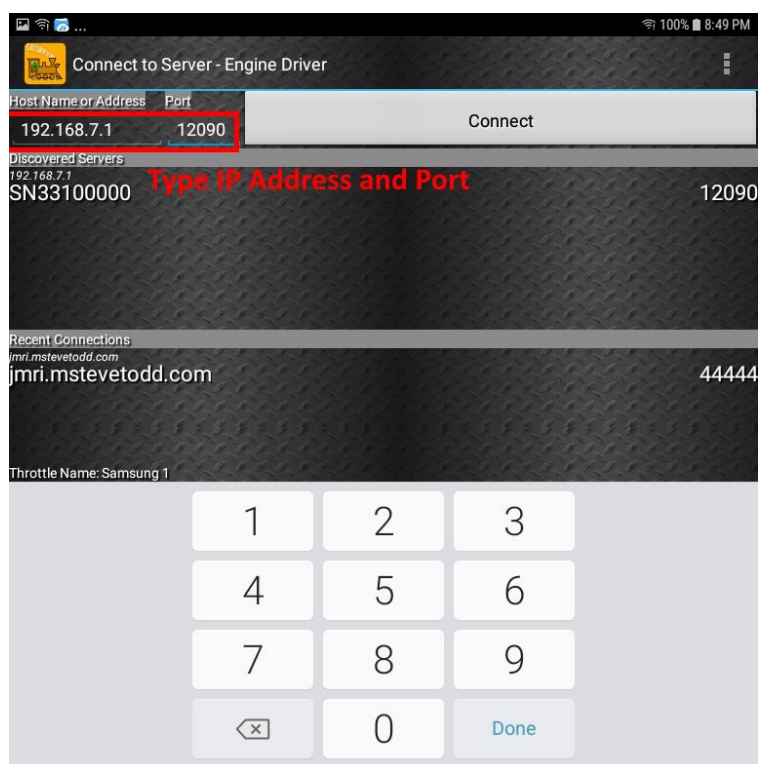 ... 100% 8:49 PM
Connect to Server - Engine Driver
Host Name or Address Port
192.168.7.1 12090 Connect
Discovered Servers
192.168.7.1
Type IP Address and Port
SN33100000 12090
Recent Connections
jmri.mstevetodd.com
jmri.mstevetodd.com 44444
Throttle Name: Samsung 1
1 2 3
4 5 6
7 8 9
0 Done